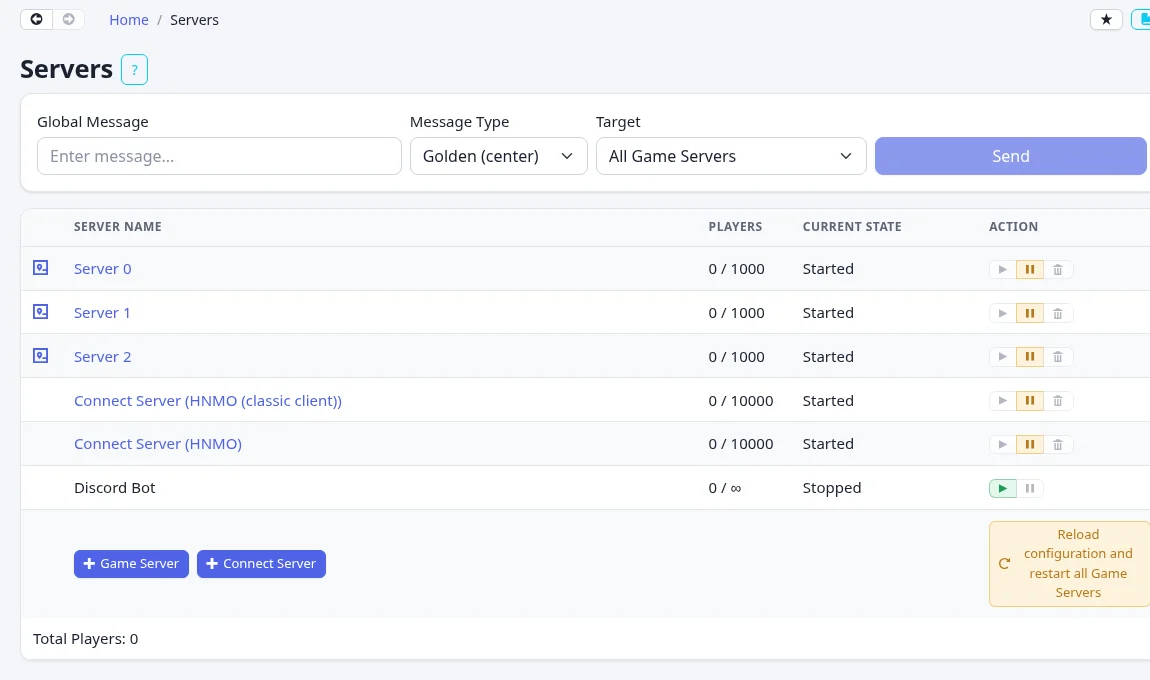 Home / Servers
Servers ?
Global Message
Message Type
Target
Enter message...
Golden (center)
All Game Servers
Send
SERVER NAME PLAYERS CURRENT STATE ACTION
Server 0 0 / 1000 Started
Server 1 0 / 1000 Started
Server 2 0 / 1000 Started
Connect Server (HNMO (classic client)) 0 / 10000 Started
Connect Server (HNMO) 0 / 10000 Started
Discord Bot 0 / ∞ Stopped
Game Server
Connect Server
Reload
configuration and
restart all Game
Servers
Total Players: 0